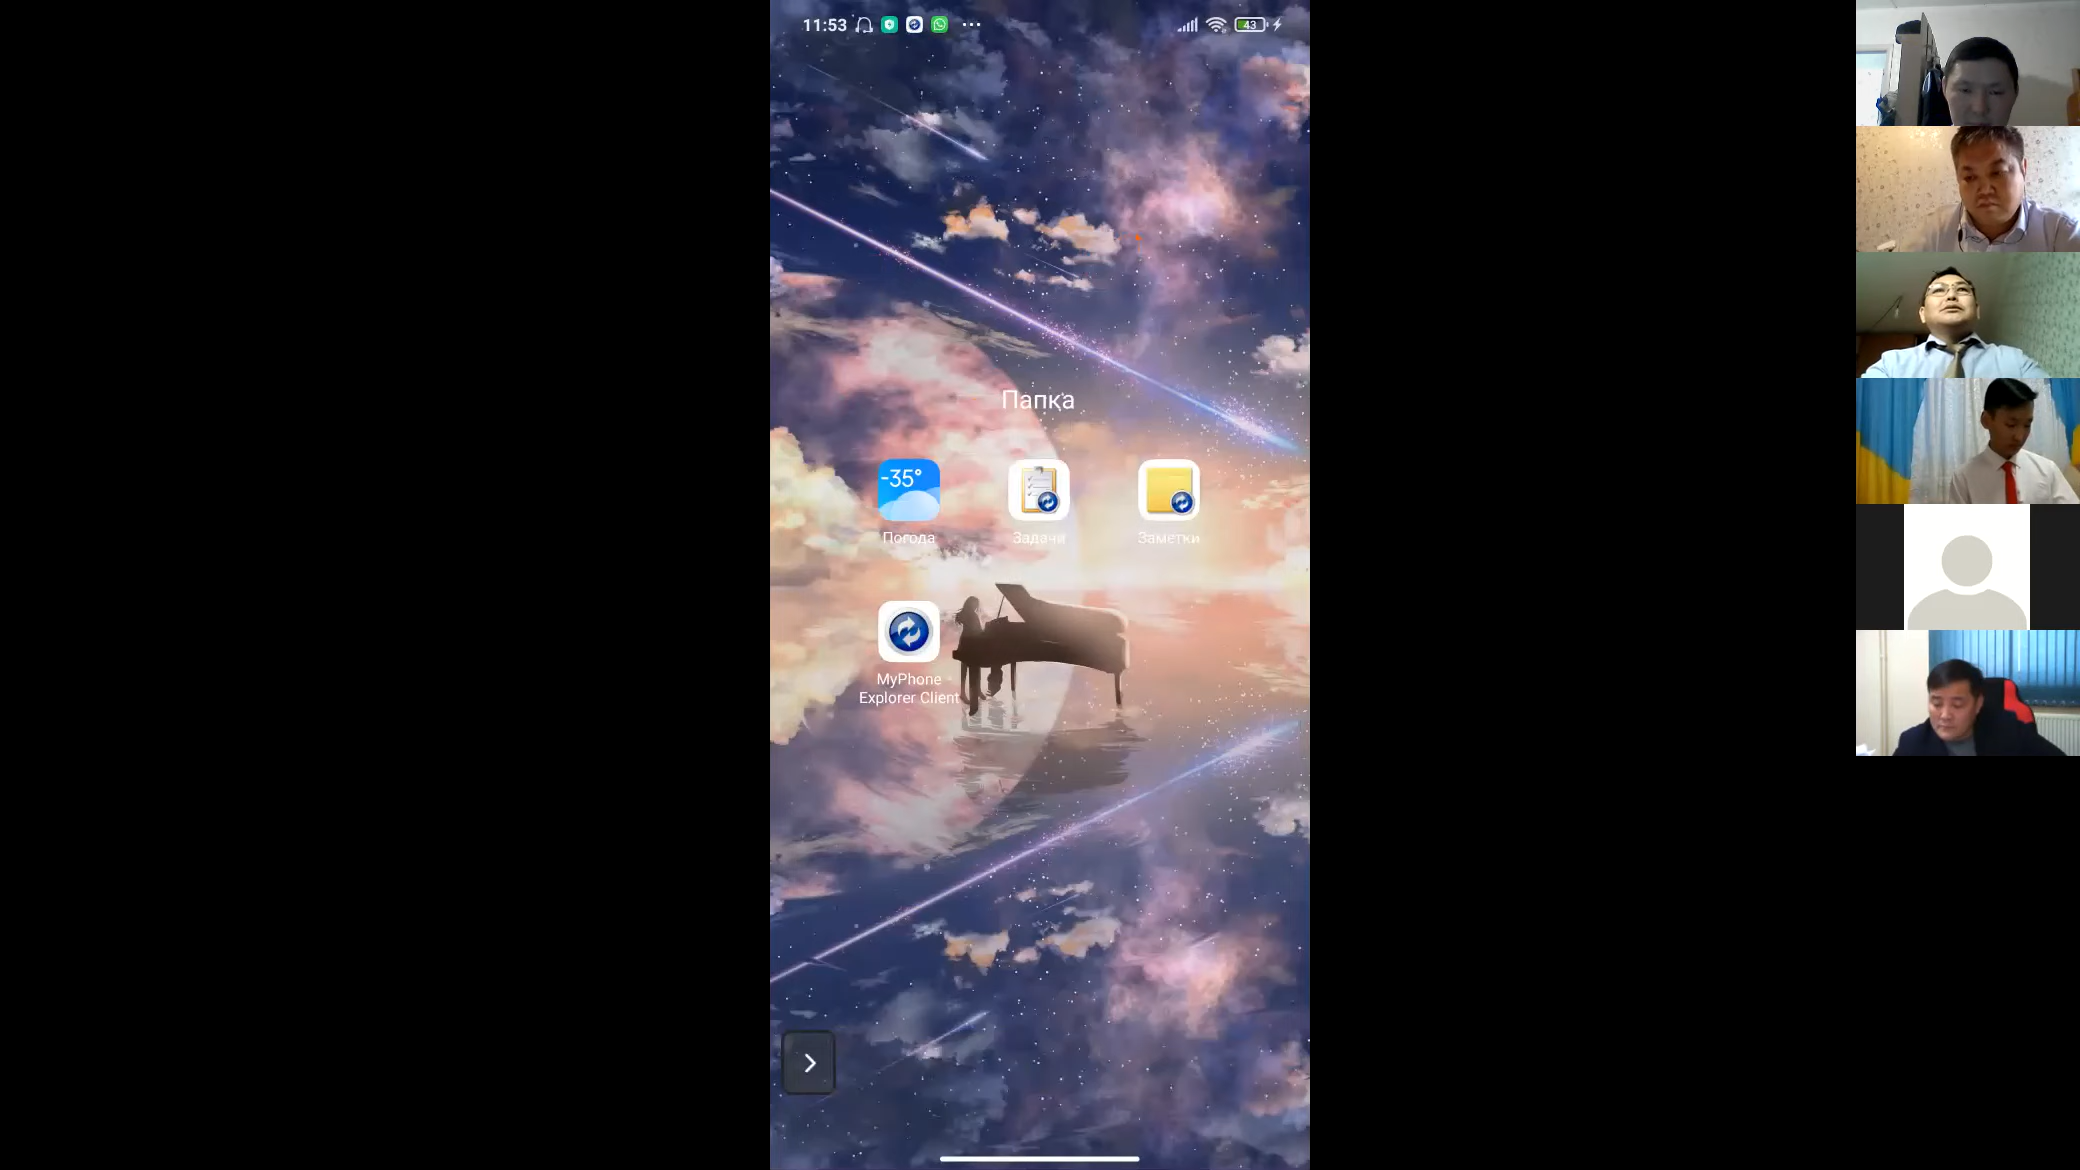 11:53
43
Папка
-35°
Погода
Задачи
Заметки
MyPhone
Explorer Client